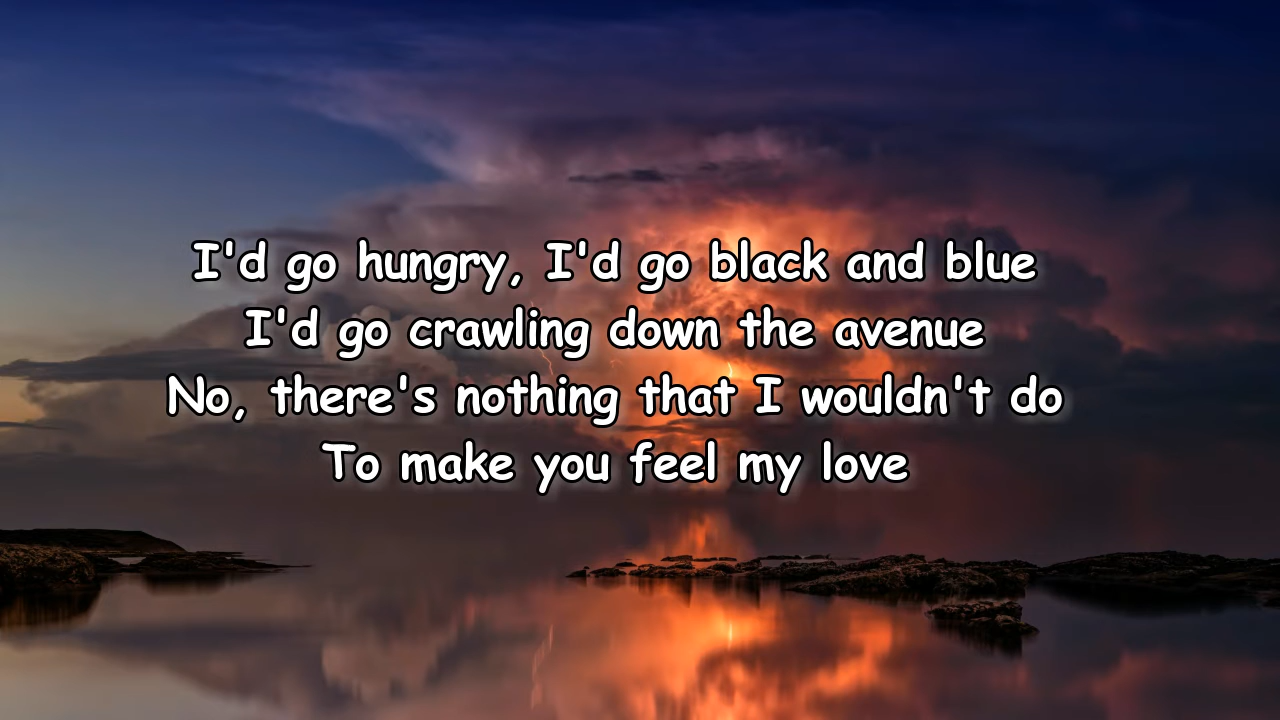 I'd go hungry, I'd go black and blue
I'd go crawling down the avenue
No, there's nothing that I wouldn't do
To make you feel my love